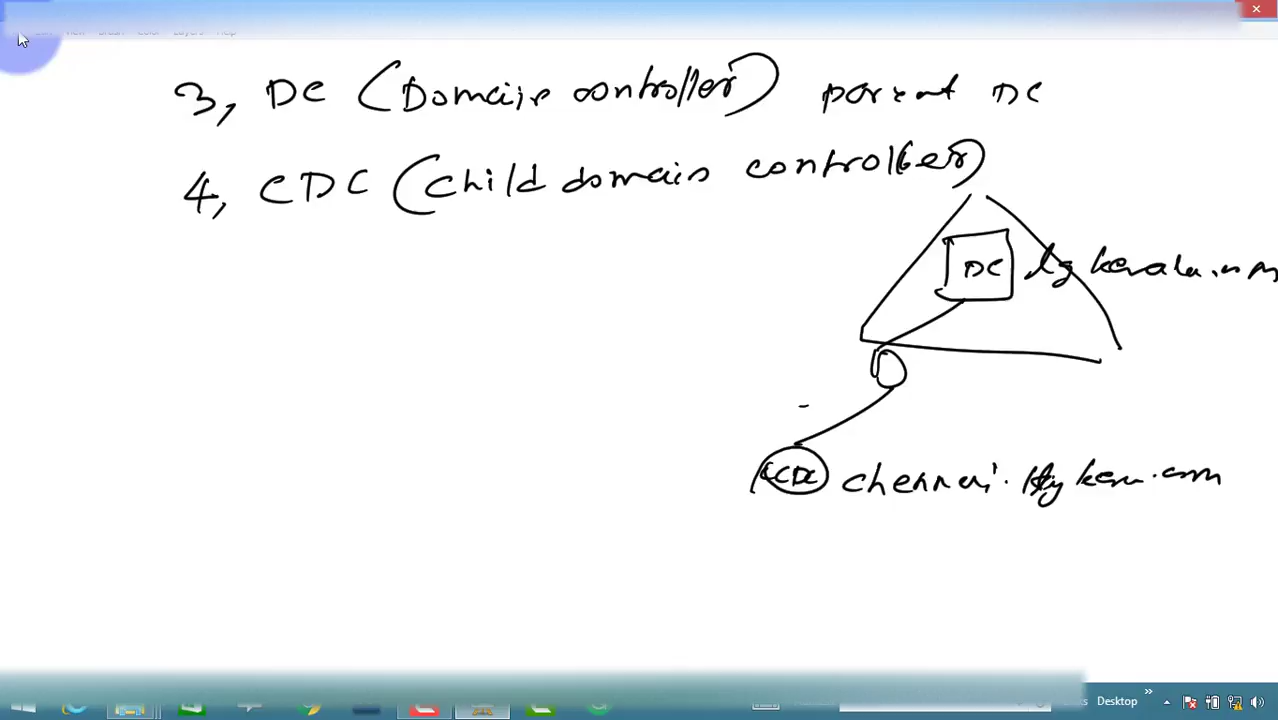 3, DC (Domain controller) parent DC
4, CDC (child domain controller)
DC
CDC chennai.
Desktop